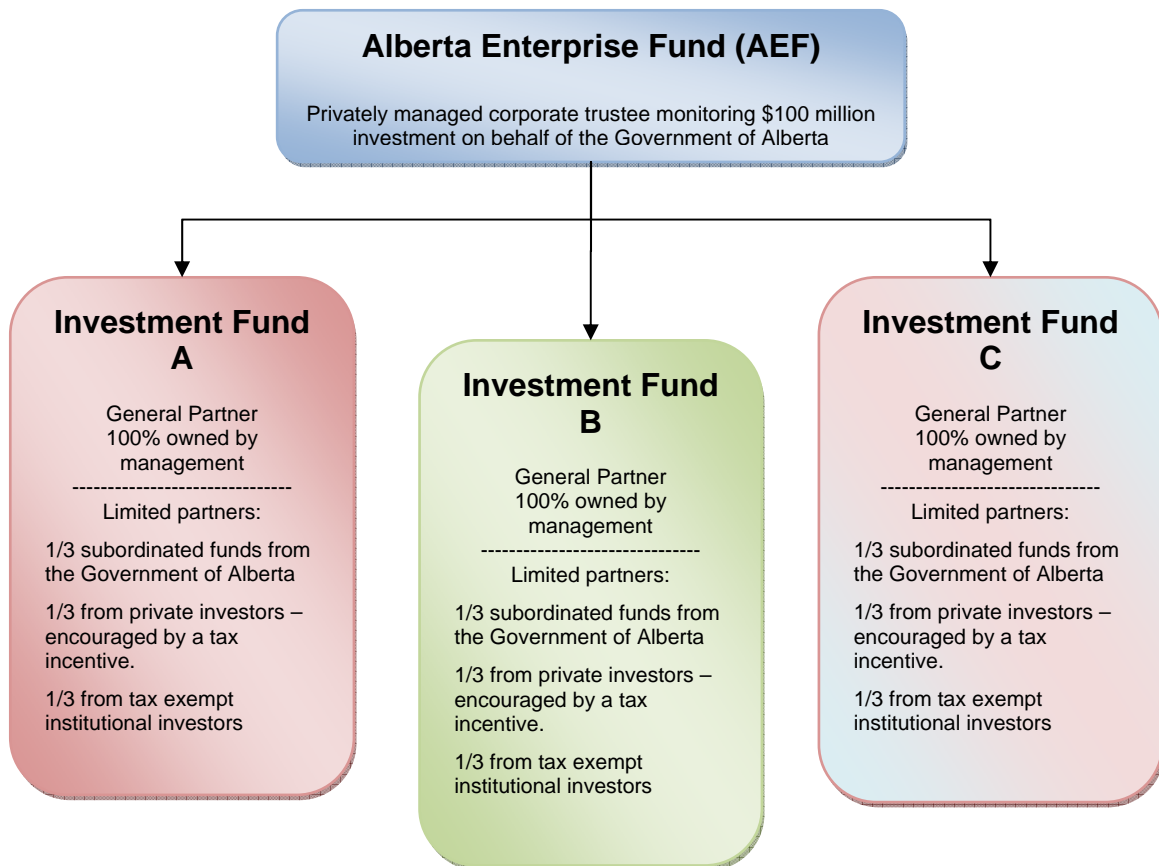 Alberta Enterprise Fund (AEF)
Privately managed corporate trustee monitoring $100 million
investment on behalf of the Government of Alberta
Investment Fund
A
General Partner
100% owned by
management
-------------------------------
Limited partners:
1/3 subordinated funds from
the Government of Alberta
1/3 from private investors –
encouraged by a tax
incentive.
1/3 from tax exempt
institutional investors
Investment Fund
B
General Partner
100% owned by
management
-------------------------------
Limited partners:
1/3 subordinated funds from
the Government of Alberta
1/3 from private investors –
encouraged by a tax
incentive.
1/3 from tax exempt
institutional investors
Investment Fund
C
General Partner
100% owned by
management
-------------------------------
Limited partners:
1/3 subordinated funds from
the Government of Alberta
1/3 from private investors –
encouraged by a tax
incentive.
1/3 from tax exempt
institutional investors